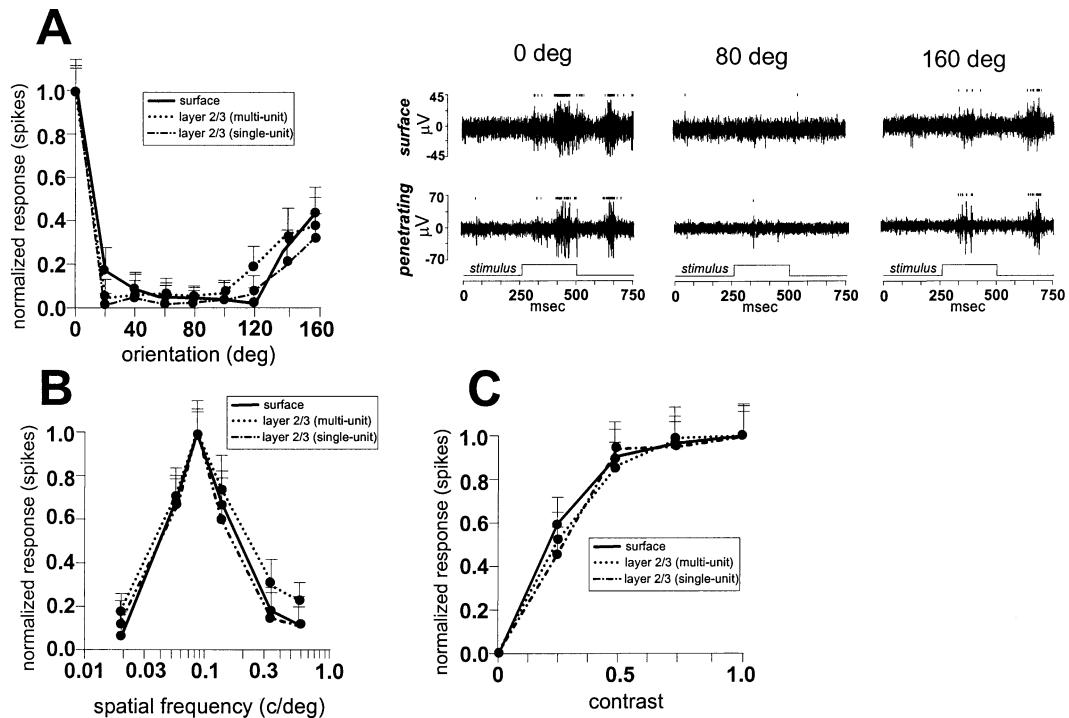 A
normalized response (spikes)
1.0
0.8
0.6
0.4
0.2
0.0
0 40 80 120 160
orientation (deg)
surface
layer 2/3 (multi-unit)
layer 2/3 (single-unit)
0 deg
80 deg
160 deg
surface
45
μV 0
-45
penetrating
70
μV 0
-70
stimulus
stimulus
stimulus
0 250 500 750
msec
0 250 500 750
msec
0 250 500 750
msec
B
normalized response (spikes)
1.0
0.8
0.6
0.4
0.2
0.0
0.01 0.03 0.1 0.3 1.0
spatial frequency (c/deg)
surface
layer 2/3 (multi-unit)
layer 2/3 (single-unit)
C
normalized response (spikes)
1.0
0.8
0.6
0.4
0.2
0.0
0 0.5 1.0
contrast
surface
layer 2/3 (multi-unit)
layer 2/3 (single-unit)